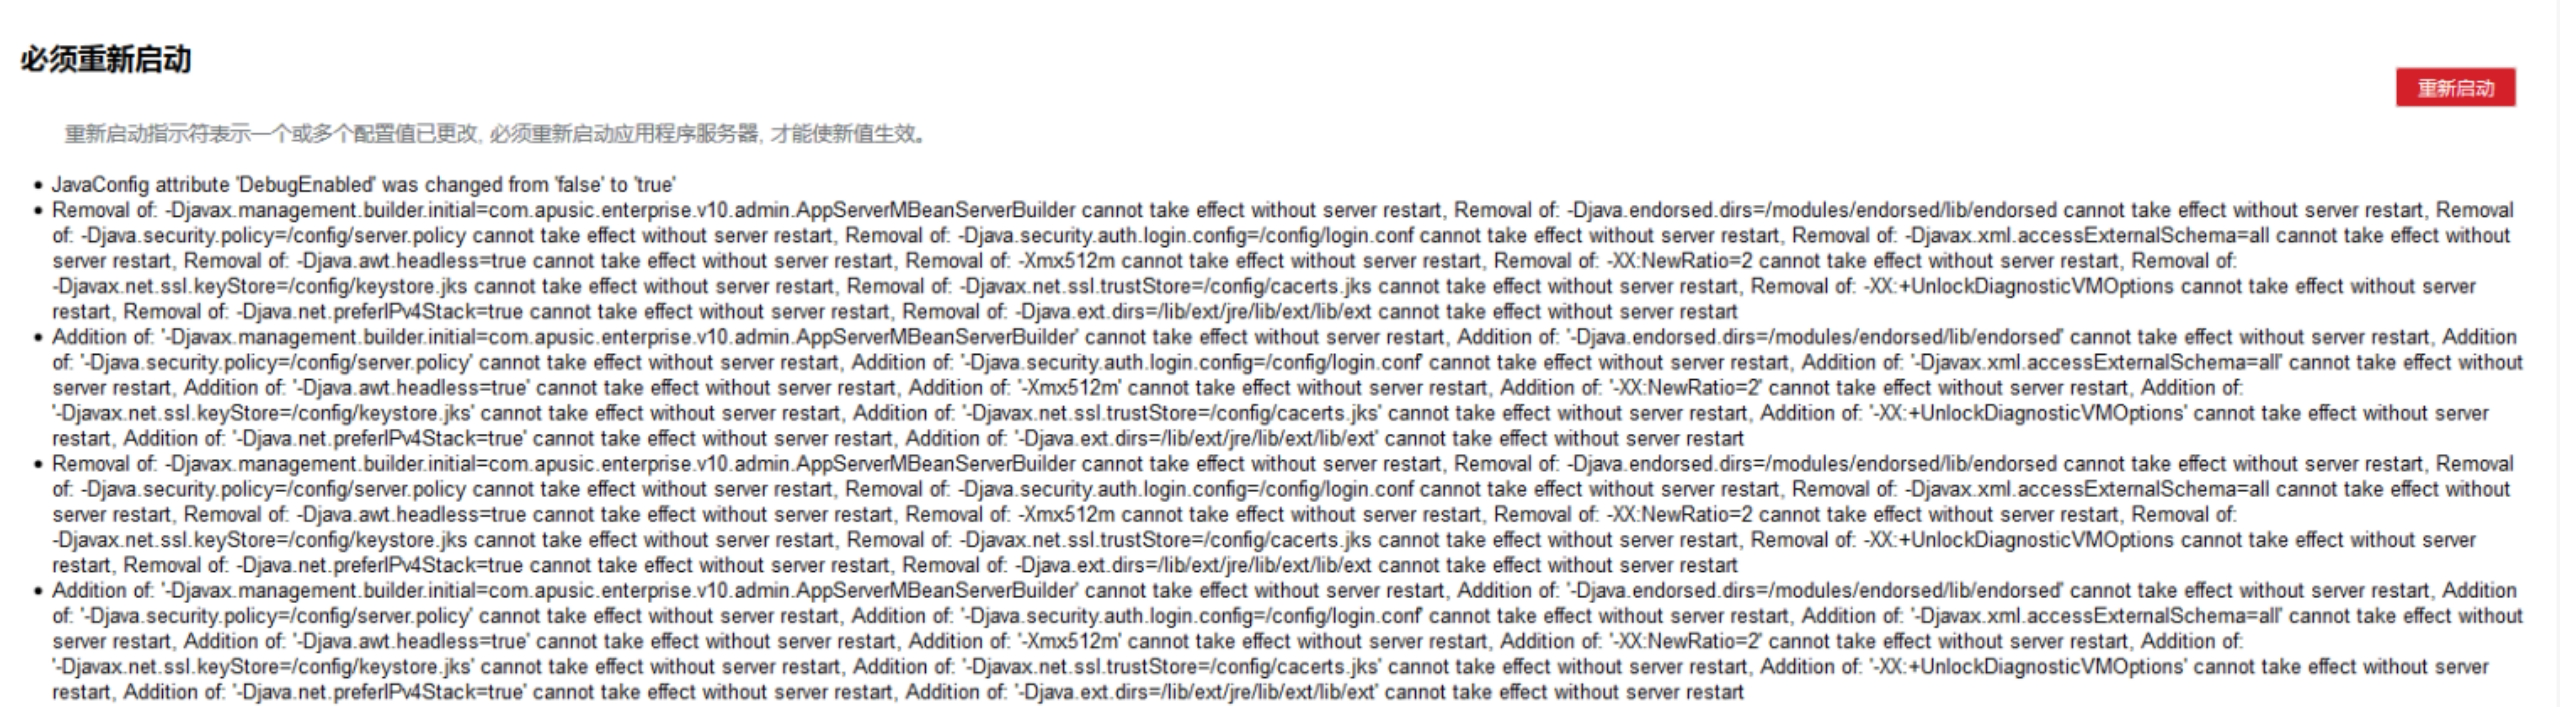 必须重新启动
重新启动
重新启动指示符表示一个或多个配置值已更改, 必须重新启动应用程序服务器, 才能使新值生效。
• JavaConfig attribute 'DebugEnabled' was changed from 'false' to 'true'
• Removal of: -Djavax.management.builder.initial=com.apusic.enterprise.v10.admin.AppServerMBeanServerBuilder cannot take effect without server restart, Removal of: -Djava.endorsed.dirs=/modules/endorsed/lib/endorsed cannot take effect without server restart, Removal
of: -Djava.security.policy=/config/server.policy cannot take effect without server restart, Removal of: -Djava.security.auth.login.config=/config/login.conf cannot take effect without server restart, Removal of: -Djavax.xml.accessExternalSchema=all cannot take effect without
server restart, Removal of: -Djava.awt.headless=true cannot take effect without server restart, Removal of: -Xmx512m cannot take effect without server restart, Removal of: -XX:NewRatio=2 cannot take effect without server restart, Removal of:
-Djavax.net.ssl.keyStore=/config/keystore.jks cannot take effect without server restart, Removal of: -Djavax.net.ssl.trustStore=/config/cacerts.jks cannot take effect without server restart, Removal of: -XX:+UnlockDiagnosticVMOptions cannot take effect without server
restart, Removal of: -Djava.net.preferIPv4Stack=true cannot take effect without server restart, Removal of: -Djava.ext.dirs=/lib/ext/jre/lib/ext/lib/ext cannot take effect without server restart
• Addition of: '-Djavax.management.builder.initial=com.apusic.enterprise.v10.admin.AppServerMBeanServerBuilder' cannot take effect without server restart, Addition of: '-Djava.endorsed.dirs=/modules/endorsed/lib/endorsed' cannot take effect without server restart, Addition
of: '-Djava.security.policy=/config/server.policy' cannot take effect without server restart, Addition of: '-Djava.security.auth.login.config=/config/login.conf' cannot take effect without server restart, Addition of: '-Djavax.xml.accessExternalSchema=all' cannot take effect without
server restart, Addition of: '-Djava.awt.headless=true' cannot take effect without server restart, Addition of: '-Xmx512m' cannot take effect without server restart, Addition of: '-XX:NewRatio=2' cannot take effect without server restart, Addition of:
'-Djavax.net.ssl.keyStore=/config/keystore.jks' cannot take effect without server restart, Addition of: '-Djavax.net.ssl.trustStore=/config/cacerts.jks' cannot take effect without server restart, Addition of: '-XX:+UnlockDiagnosticVMOptions' cannot take effect without server
restart, Addition of: '-Djava.net.preferIPv4Stack=true' cannot take effect without server restart, Addition of: '-Djava.ext.dirs=/lib/ext/jre/lib/ext/lib/ext' cannot take effect without server restart
• Removal of: -Djavax.management.builder.initial=com.apusic.enterprise.v10.admin.AppServerMBeanServerBuilder cannot take effect without server restart, Removal of: -Djava.endorsed.dirs=/modules/endorsed/lib/endorsed cannot take effect without server restart, Removal
of: -Djava.security.policy=/config/server.policy cannot take effect without server restart, Removal of: -Djava.security.auth.login.config=/config/login.conf cannot take effect without server restart, Removal of: -Djavax.xml.accessExternalSchema=all cannot take effect without
server restart, Removal of: -Djava.awt.headless=true cannot take effect without server restart, Removal of: -Xmx512m cannot take effect without server restart, Removal of: -XX:NewRatio=2 cannot take effect without server restart, Removal of:
-Djavax.net.ssl.keyStore=/config/keystore.jks cannot take effect without server restart, Removal of: -Djavax.net.ssl.trustStore=/config/cacerts.jks cannot take effect without server restart, Removal of: -XX:+UnlockDiagnosticVMOptions cannot take effect without server
restart, Removal of: -Djava.net.preferIPv4Stack=true cannot take effect without server restart, Removal of: -Djava.ext.dirs=/lib/ext/jre/lib/ext/lib/ext cannot take effect without server restart
• Addition of: '-Djavax.management.builder.initial=com.apusic.enterprise.v10.admin.AppServerMBeanServerBuilder' cannot take effect without server restart, Addition of: '-Djava.endorsed.dirs=/modules/endorsed/lib/endorsed' cannot take effect without server restart, Addition
of: '-Djava.security.policy=/config/server.policy' cannot take effect without server restart, Addition of: '-Djava.security.auth.login.config=/config/login.conf' cannot take effect without server restart, Addition of: '-Djavax.xml.accessExternalSchema=all' cannot take effect without
server restart, Addition of: '-Djava.awt.headless=true' cannot take effect without server restart, Addition of: '-Xmx512m' cannot take effect without server restart, Addition of: '-XX:NewRatio=2' cannot take effect without server restart, Addition of:
'-Djavax.net.ssl.keyStore=/config/keystore.jks' cannot take effect without server restart, Addition of: '-Djavax.net.ssl.trustStore=/config/cacerts.jks' cannot take effect without server restart, Addition of: '-XX:+UnlockDiagnosticVMOptions' cannot take effect without server
restart, Addition of: '-Djava.net.preferIPv4Stack=true' cannot take effect without server restart, Addition of: '-Djava.ext.dirs=/lib/ext/jre/lib/ext/lib/ext' cannot take effect without server restart